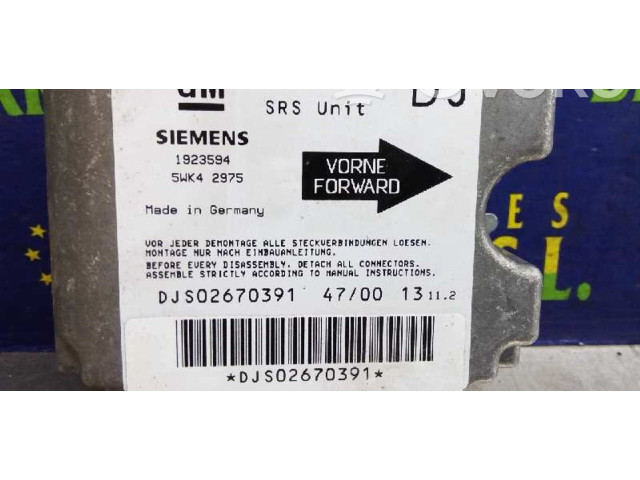 GM
SRS Unit
DJ
SIEMENS
1923594
5WK4 2975
VORNE
FORWARD
Made in Germany
VOR JEDER DEMONTAGE ALLE STECKVERBINDUNGEN LOESEN.
MONTAGE NUR NACH EINBAUANLEITUNG.
BEFORE EVERY DISASSEMBLY, DETACH ALL CONNECTORS.
ASSEMBLE STRICTLY ACCORDING TO MANUAL INSTRUCTIONS.
DJS02670391 47/00 13 11.2
*DJS02670391*
ES
S.L.